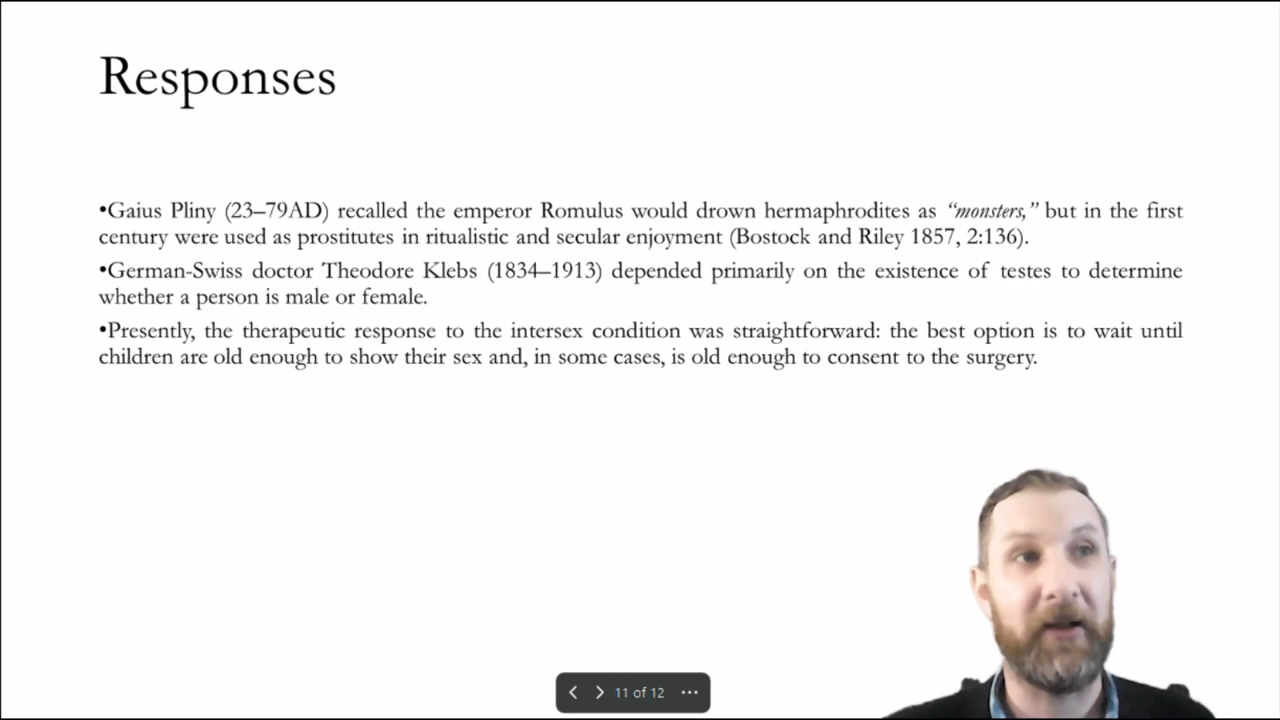 Responses
•Gaius Pliny (23–79AD) recalled the emperor Romulus would drown hermaphrodites as “monsters,” but in the first
century were used as prostitutes in ritualistic and secular enjoyment (Bostock and Riley 1857, 2:136).
•German-Swiss doctor Theodore Klebs (1834–1913) depended primarily on the existence of testes to determine
whether a person is male or female.
•Presently, the therapeutic response to the intersex condition was straightforward: the best option is to wait until
children are old enough to show their sex and, in some cases, is old enough to consent to the surgery.
11 of 12